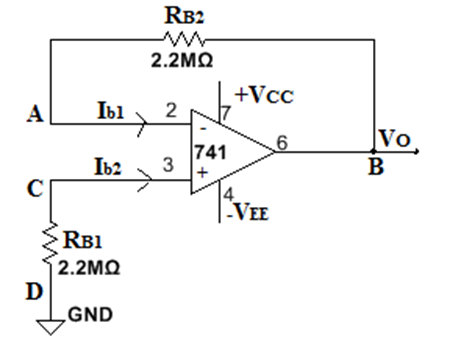 RB2
2.2MΩ
+VCC
A Ib1 2 - 7
741 6 VO
C Ib2 3 + B
4
-VEE
RB1
2.2MΩ
D
GND